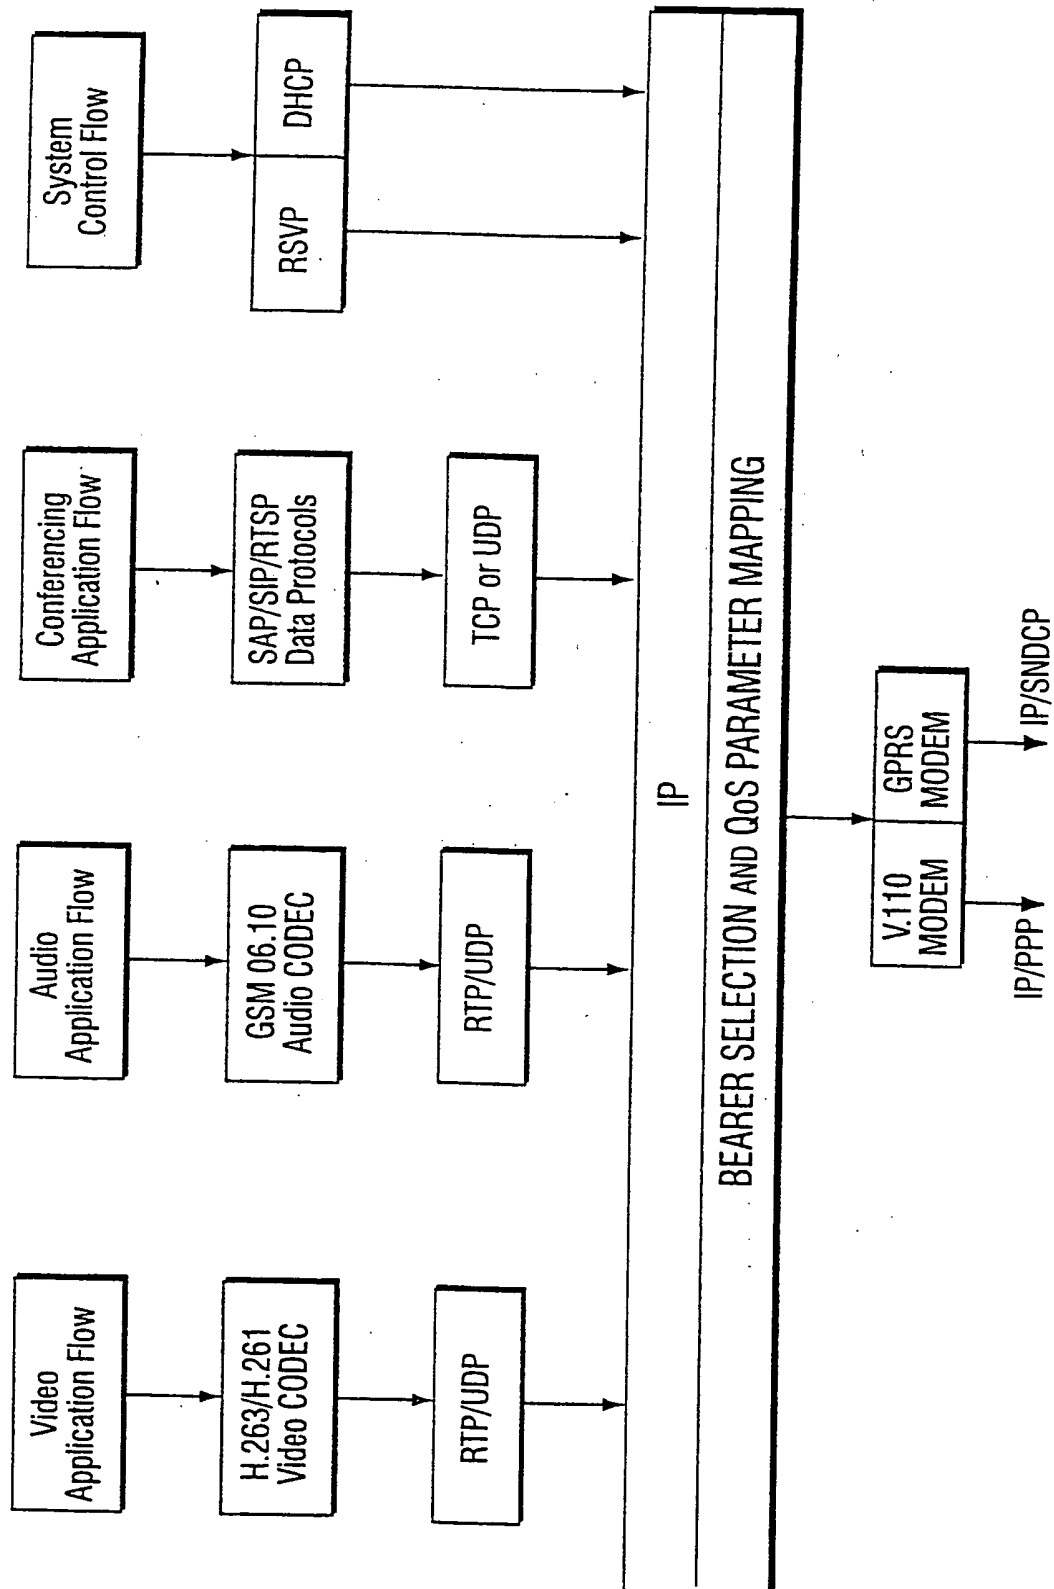 Video
Application Flow
Audio
Application Flow
Conferencing
Application Flow
System
Control Flow
H.263/H.261
Video CODEC
GSM 06.10
Audio CODEC
SAP/SIP/RTSP
Data Protocols
RSVP
DHCP
RTP/UDP
RTP/UDP
TCP or UDP
IP
BEARER SELECTION AND QoS PARAMETER MAPPING
V.110
MODEM
GPRS
MODEM
IP/PPP
IP/SNDCP